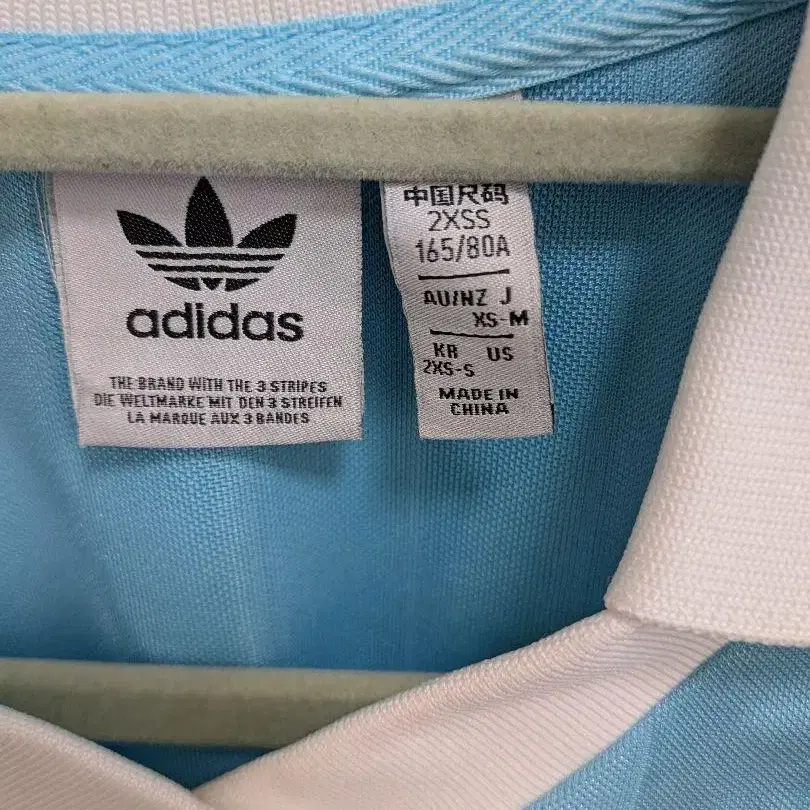 adidas
THE BRAND WITH THE 3 STRIPES
DIE WELTMARKE MIT DEN 3 STREIFEN
LA MARQUE AUX 3 BANDES
中国尺码
2XSS
165/80A
AU/NZ J
XS-M
KR US
2XS-S
MADE IN
CHINA